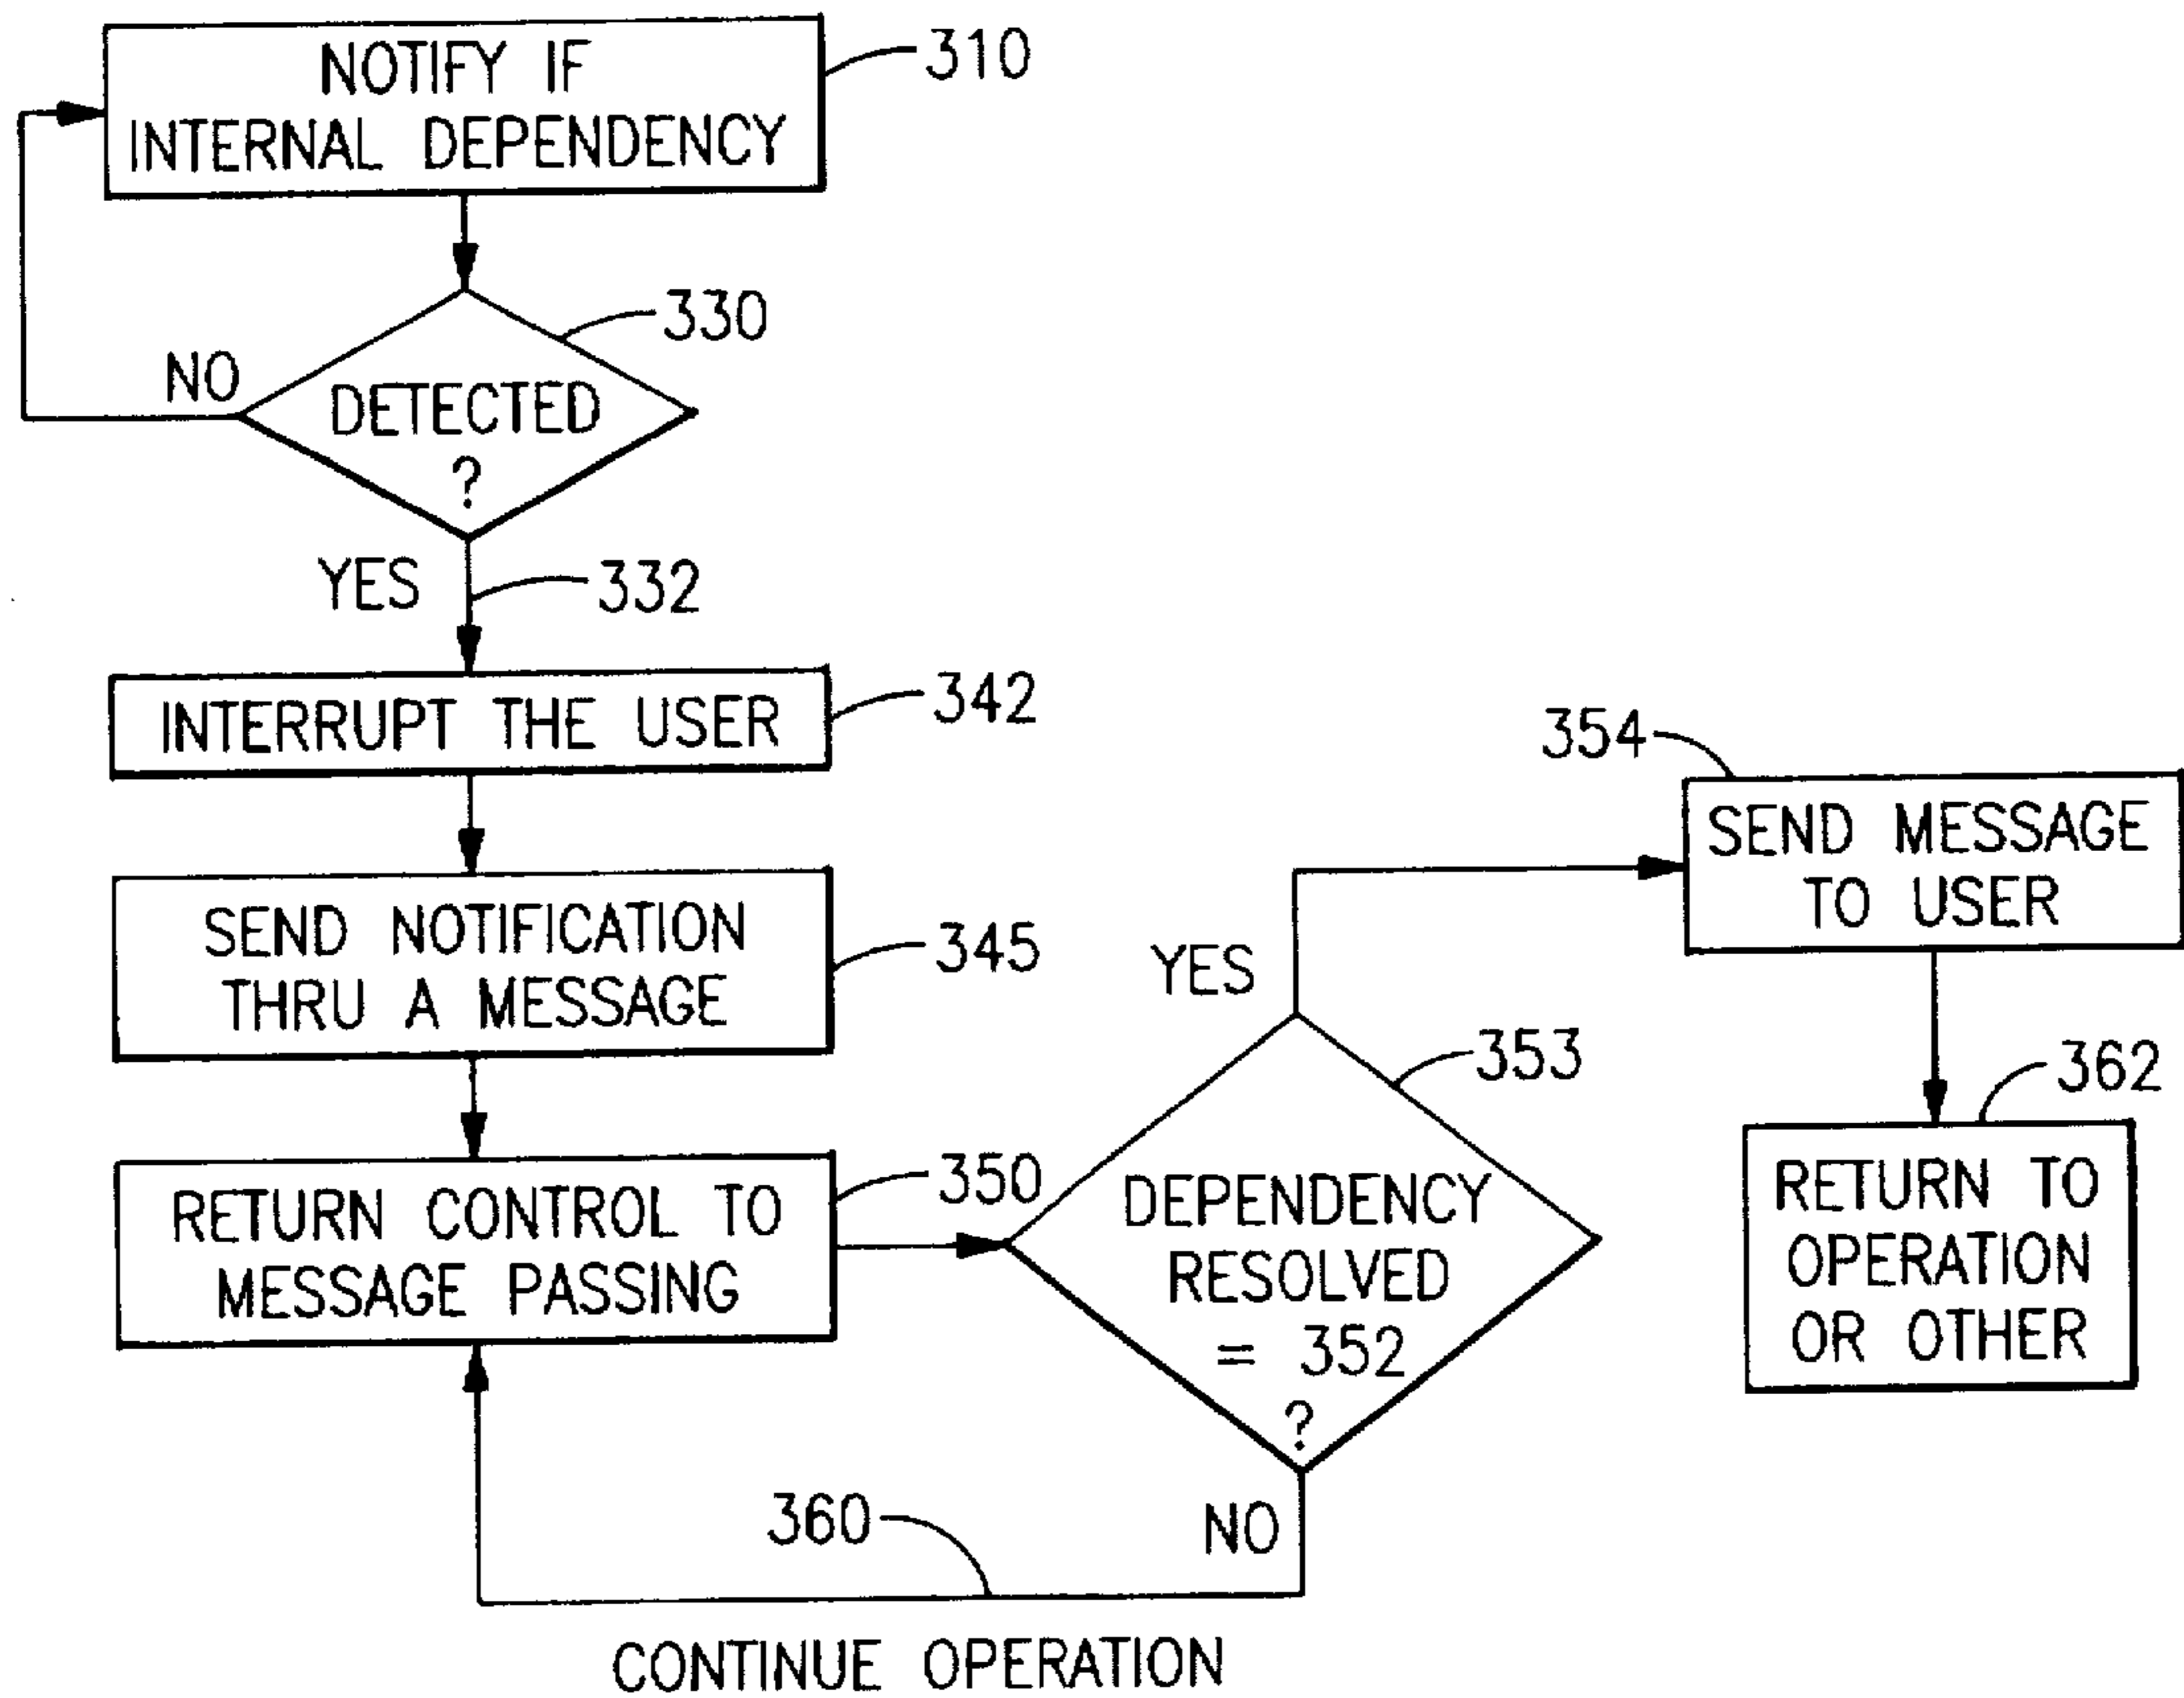 NOTIFY IF
INTERNAL DEPENDENCY
310
330
NO
DETECTED
?
YES
332
INTERRUPT THE USER
342
SEND NOTIFICATION
THRU A MESSAGE
345
RETURN CONTROL TO
MESSAGE PASSING
350
353
DEPENDENCY
RESOLVED
= 352
?
YES
354
SEND MESSAGE
TO USER
362
RETURN TO
OPERATION
OR OTHER
NO
360
CONTINUE OPERATION